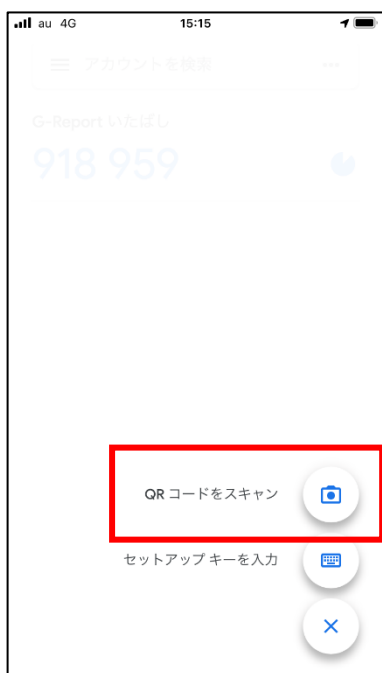 au 4G 15:15
アカウントを検索
G-Report いたばし
918 959
QR コードをスキャン
セットアップ キーを入力